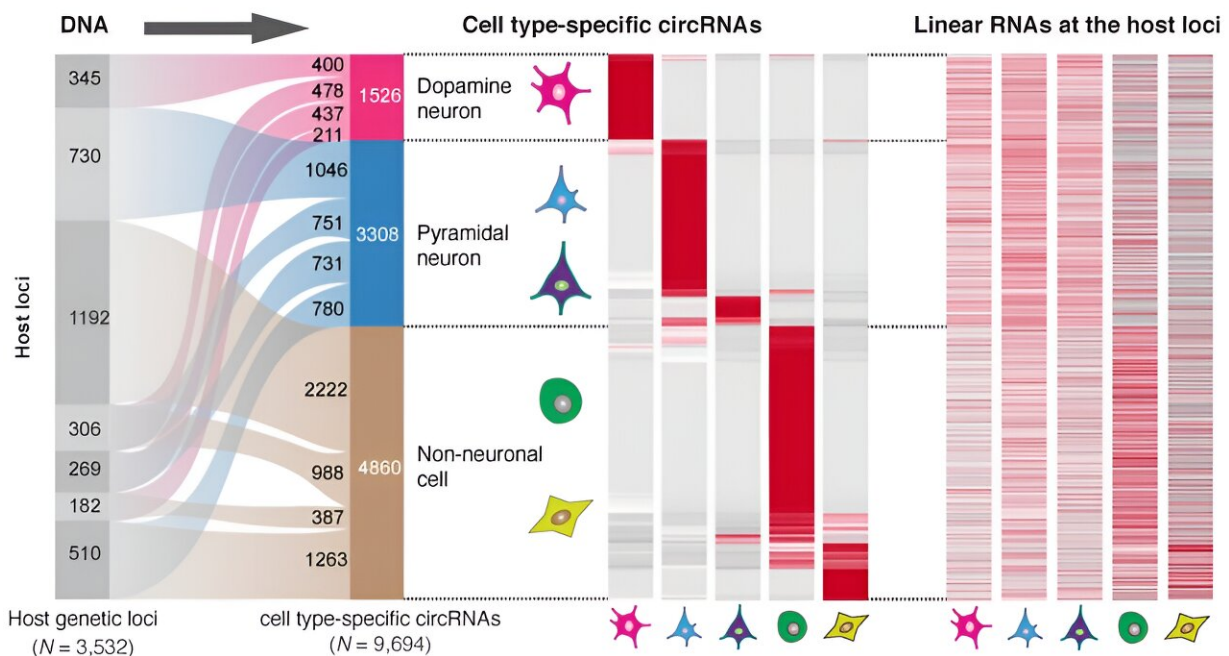 DNA
Cell type-specific circRNAs
Linear RNAs at the host loci
Host loci
345
730
1192
306
269
182
510
400
478
437
211
1046
751
731
780
2222
988
387
1263
1526
3308
4860
Dopamine
neuron
Pyramidal
neuron
Non-neuronal
cell
Host genetic loci
(N = 3,532)
cell type-specific circRNAs
(N = 9,694)